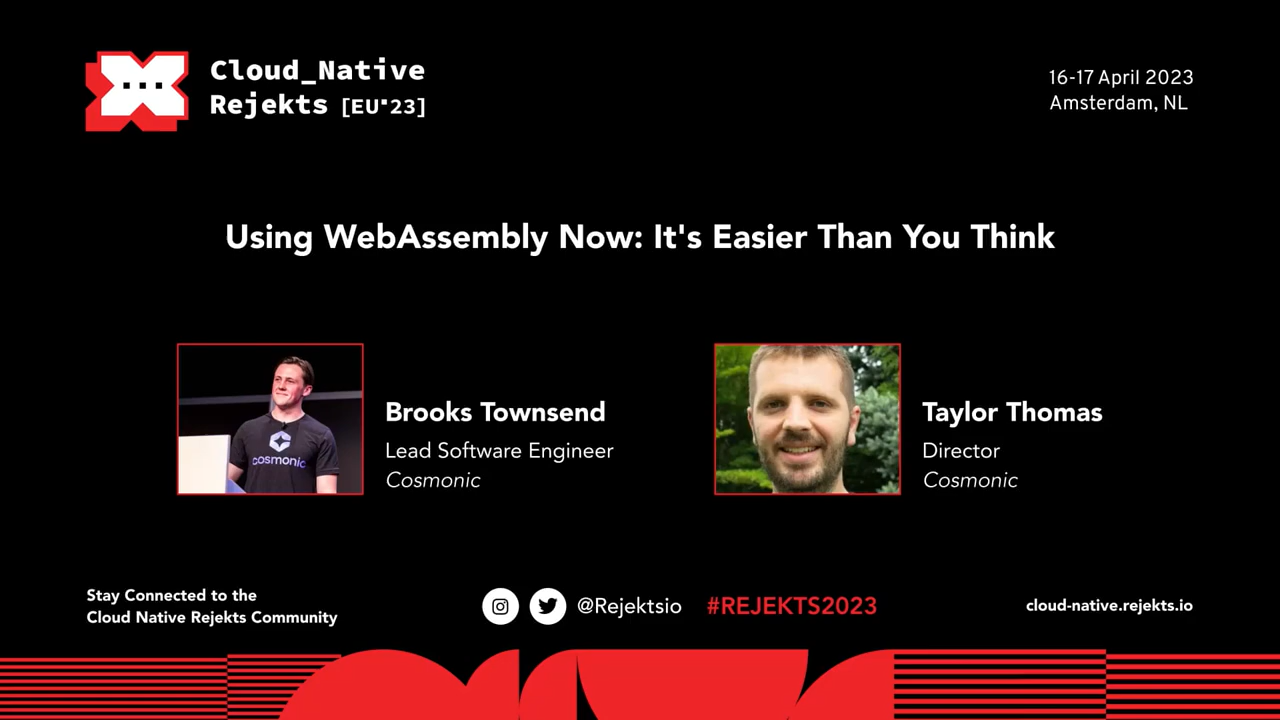 Cloud_Native
Rejekts [EU'23]
16-17 April 2023
Amsterdam, NL
Using WebAssembly Now: It's Easier Than You Think
cosmonic
Brooks Townsend
Lead Software Engineer
Cosmonic
Taylor Thomas
Director
Cosmonic
Stay Connected to the
Cloud Native Rejekts Community
@Rejektsio
#REJEKTS2023
cloud-native.rejekts.io